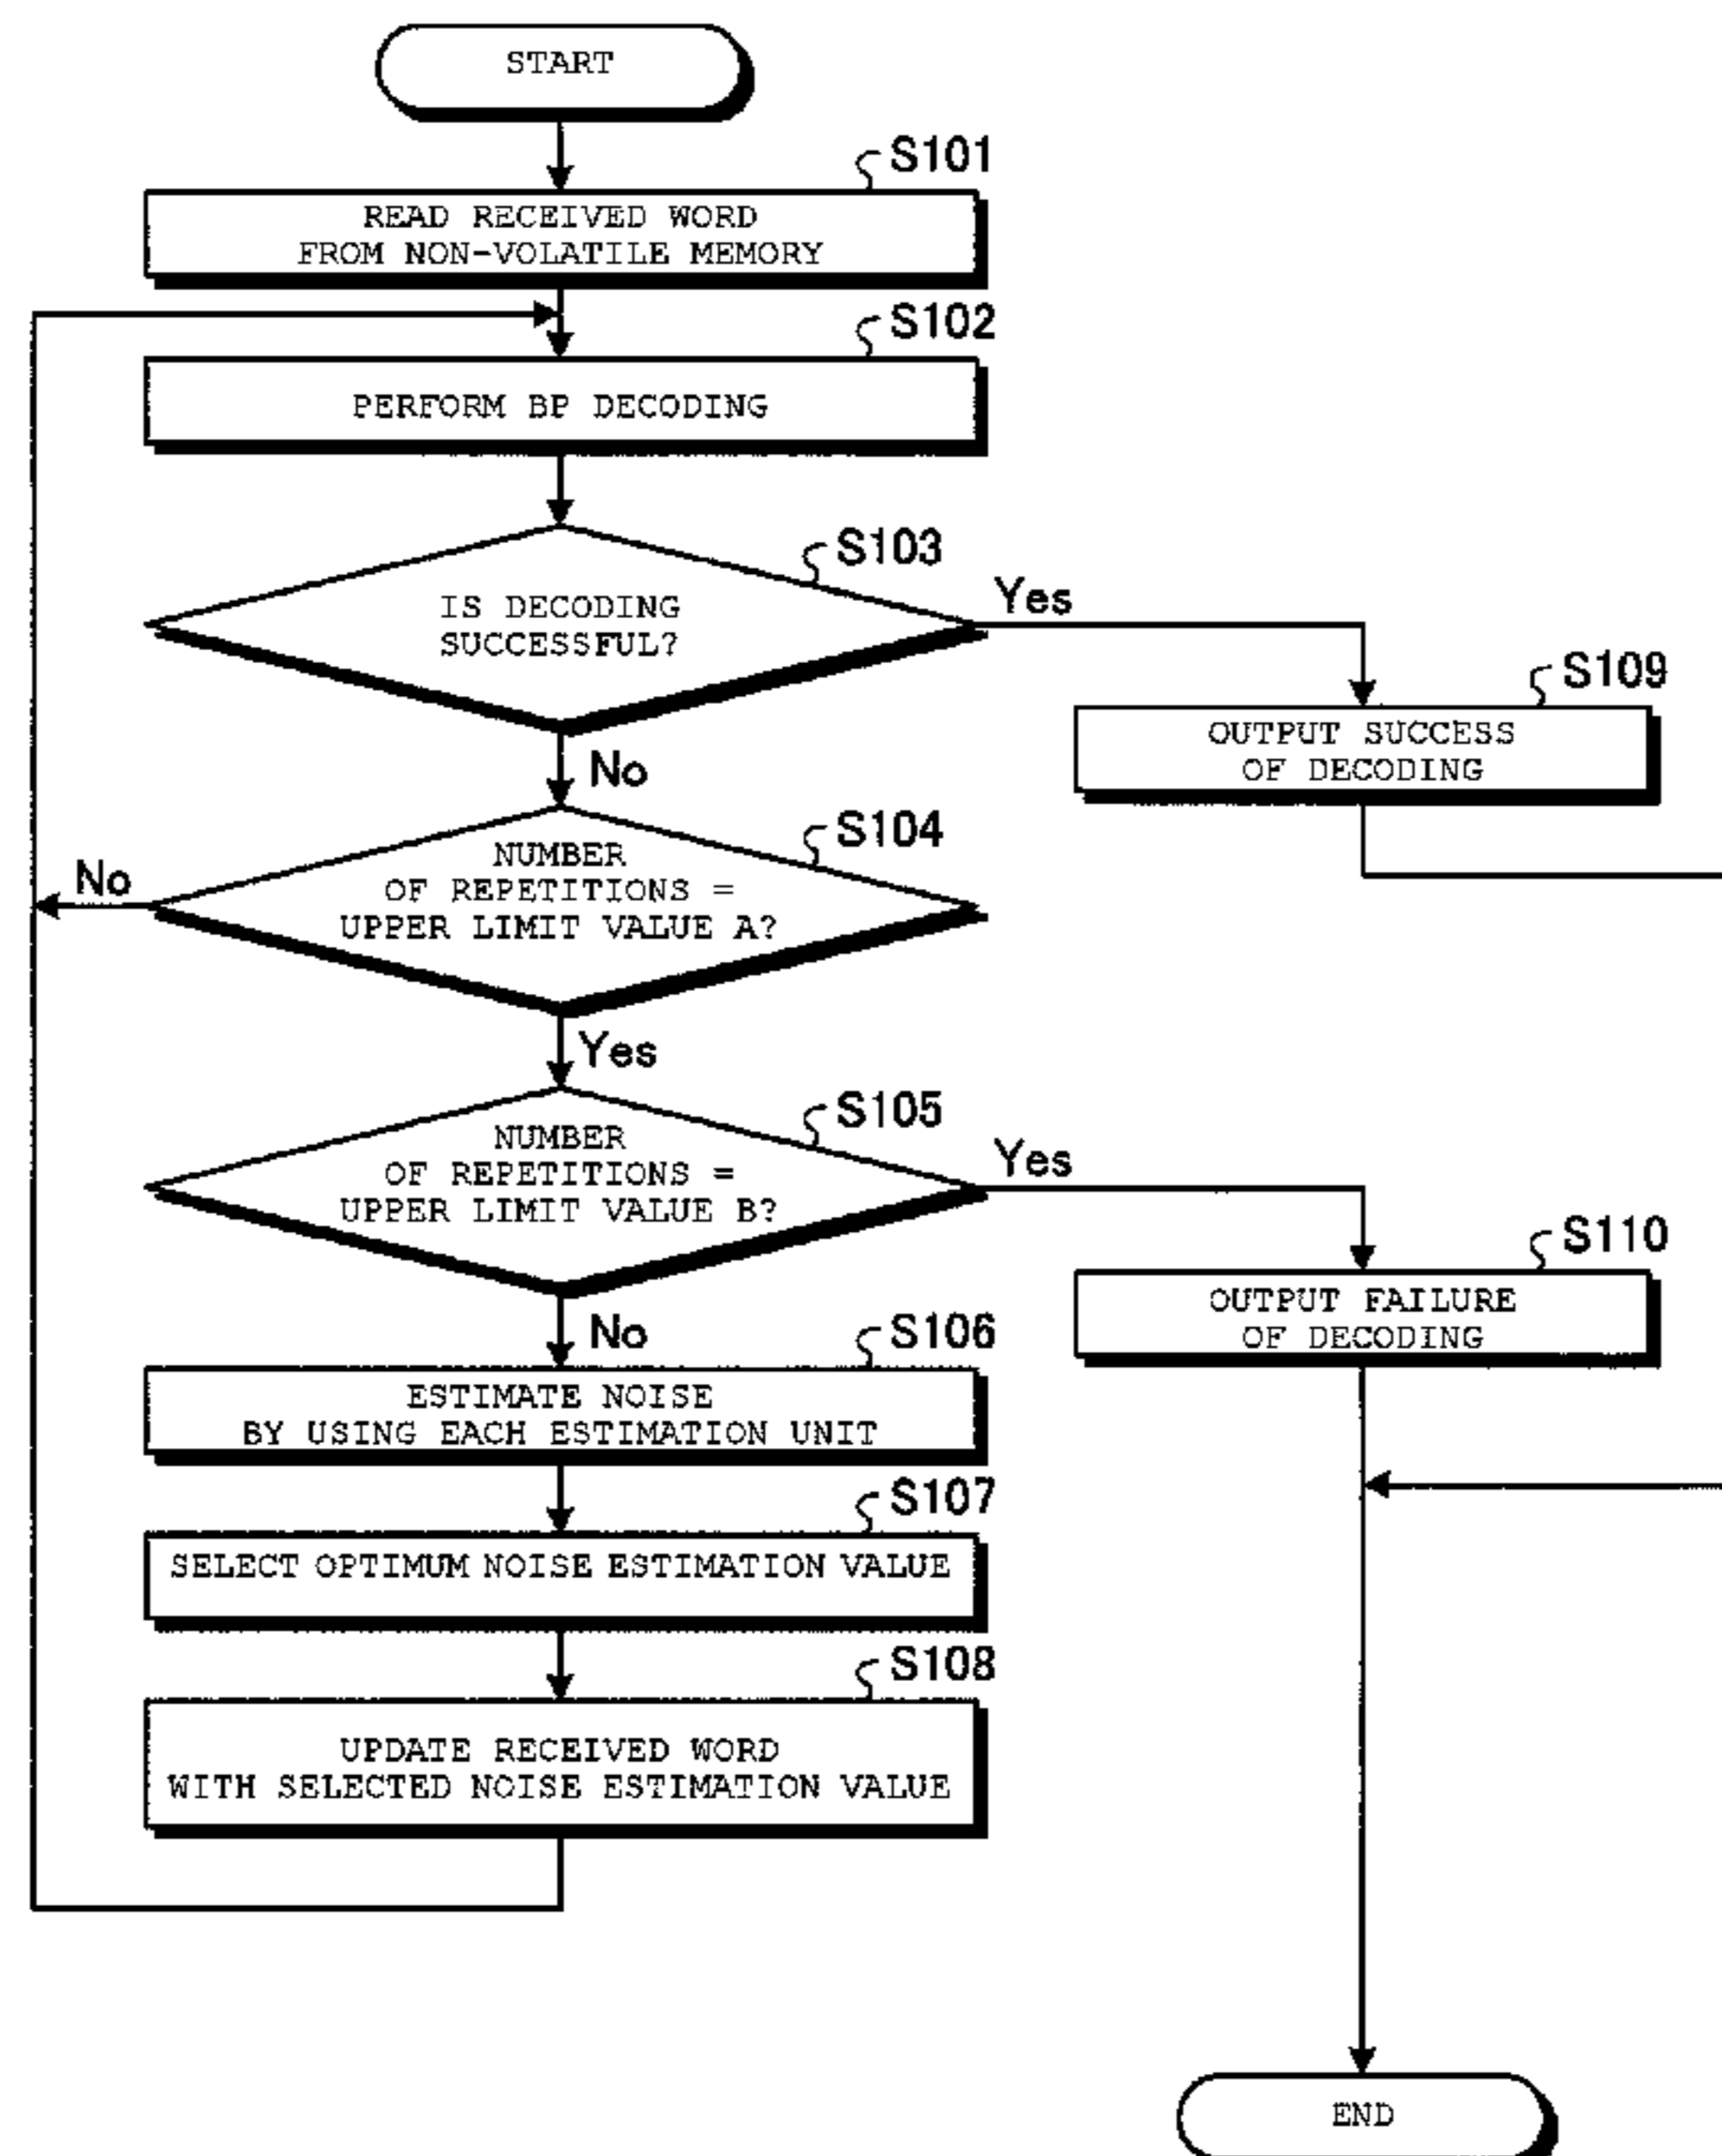 START
S101
READ RECEIVED WORD
FROM NON-VOLATILE MEMORY
S102
PERFORM BP DECODING
S103
IS DECODING
SUCCESSFUL?
Yes
No
S109
OUTPUT SUCCESS
OF DECODING
S104
NUMBER
OF REPETITIONS =
UPPER LIMIT VALUE A?
No
Yes
S105
NUMBER
OF REPETITIONS =
UPPER LIMIT VALUE B?
Yes
No
S110
OUTPUT FAILURE
OF DECODING
S106
ESTIMATE NOISE
BY USING EACH ESTIMATION UNIT
S107
SELECT OPTIMUM NOISE ESTIMATION VALUE
S108
UPDATE RECEIVED WORD
WITH SELECTED NOISE ESTIMATION VALUE
END